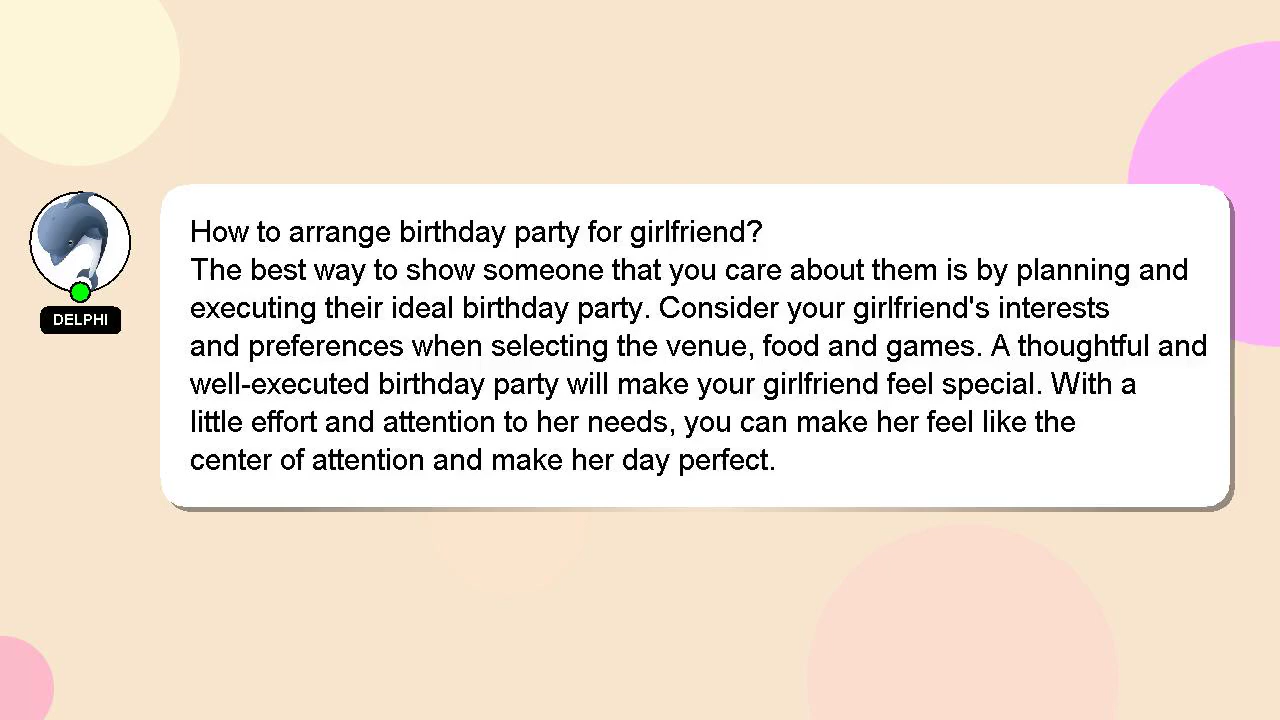 How to arrange birthday party for girlfriend?
The best way to show someone that you care about them is by planning and
executing their ideal birthday party. Consider your girlfriend's interests
and preferences when selecting the venue, food and games. A thoughtful and
well-executed birthday party will make your girlfriend feel special. With a
little effort and attention to her needs, you can make her feel like the
center of attention and make her day perfect.
DELPHI